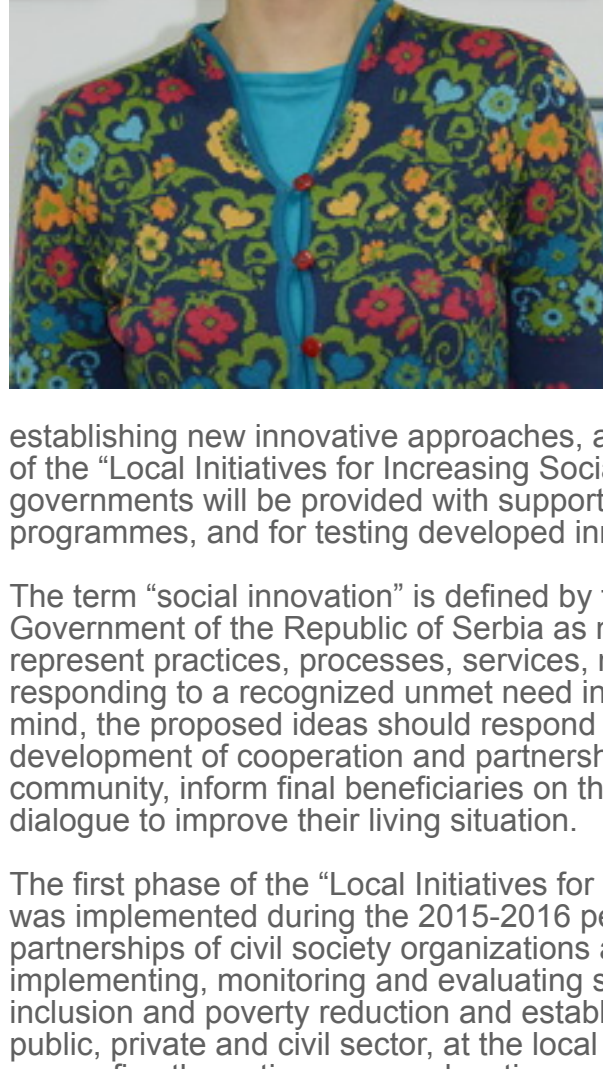 establishing new innovative approaches, a
of the “Local Initiatives for Increasing Soci
governments will be provided with support
programmes, and for testing developed in
The term “social innovation” is defined by
Government of the Republic of Serbia as
represent practices, processes, services,
responding to a recognized unmet need in
mind, the proposed ideas should respond
development of cooperation and partnersh
community, inform final beneficiaries on th
dialogue to improve their living situation.
The first phase of the “Local Initiatives for
was implemented during the 2015-2016 pe
partnerships of civil society organizations a
implementing, monitoring and evaluating s
inclusion and poverty reduction and establ
public, private and civil sector, at the local